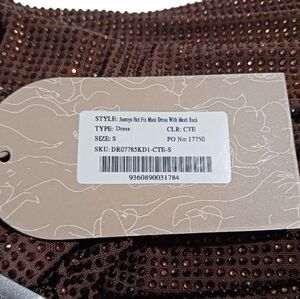 STYLE: Jasmyn Hot Fix Maxi Dress With Mesh Back
TYPE: Dress CLR: CTE
SIZE: S PO No: 17750
SKU: DR07785KD1-CTE-S
9360890031784